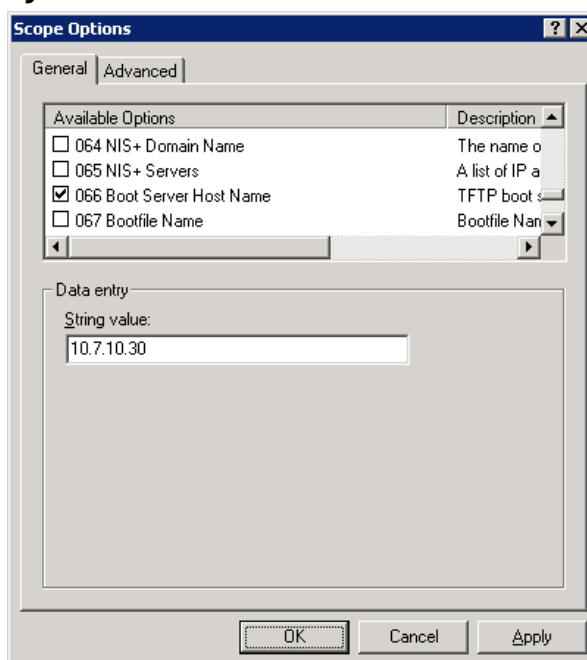 Scope Options
General Advanced
Available Options Description
064 NIS+ Domain Name The name o
065 NIS+ Servers A list of IP a
066 Boot Server Host Name TFTP boot s
067 Bootfile Name Bootfile Nan
Data entry
String value:
10.7.10.30
OK Cancel Apply